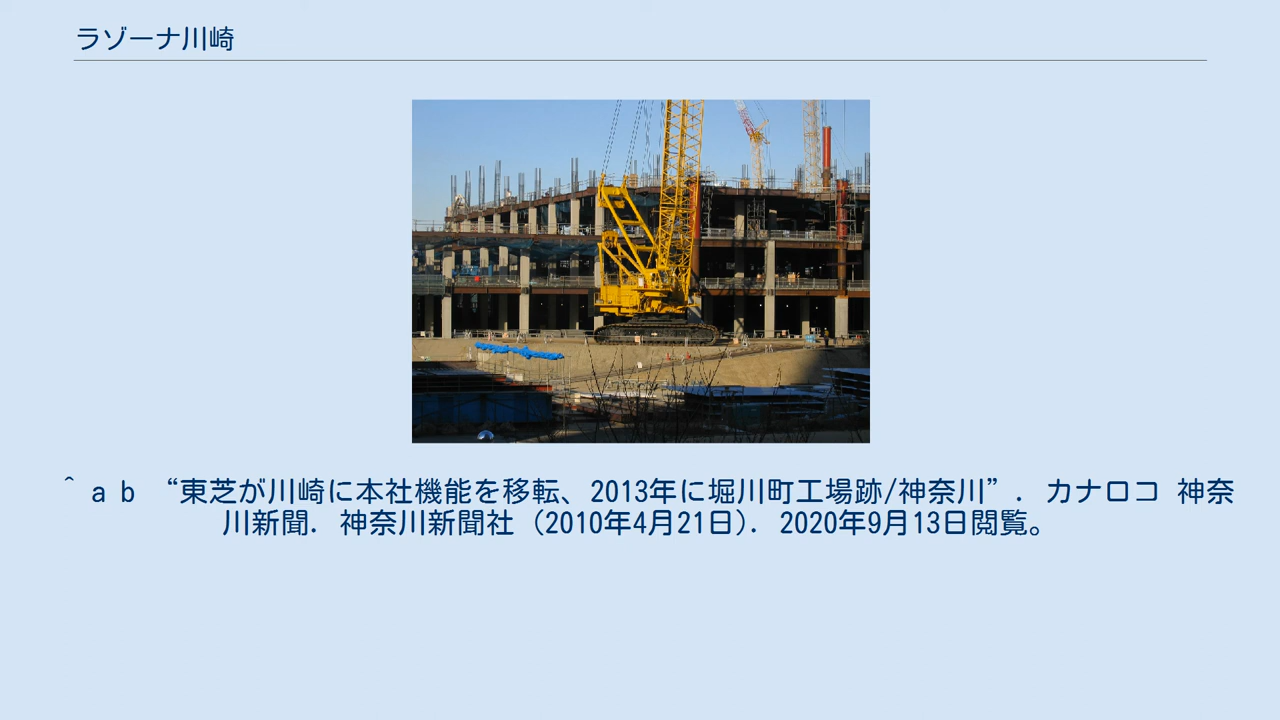 ラゾーナ川崎
^ a b “東芝が川崎に本社機能を移転、2013年に堀川町工場跡/神奈川”. カナロコ 神奈
川新聞. 神奈川新聞社 (2010年4月21日). 2020年9月13日閲覧。